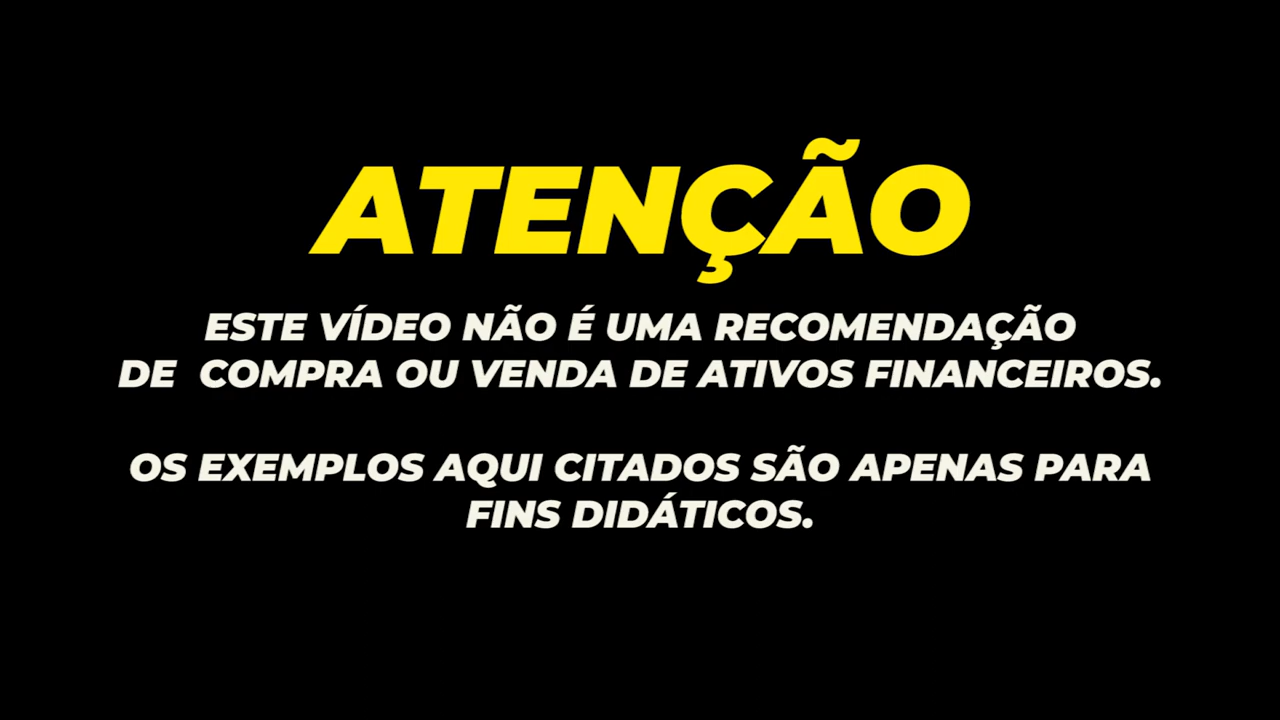 ATENÇÃO
ESTE VÍDEO NÃO É UMA RECOMENDAÇÃO
DE COMPRA OU VENDA DE ATIVOS FINANCEIROS.
OS EXEMPLOS AQUI CITADOS SÃO APENAS PARA
FINS DIDÁTICOS.